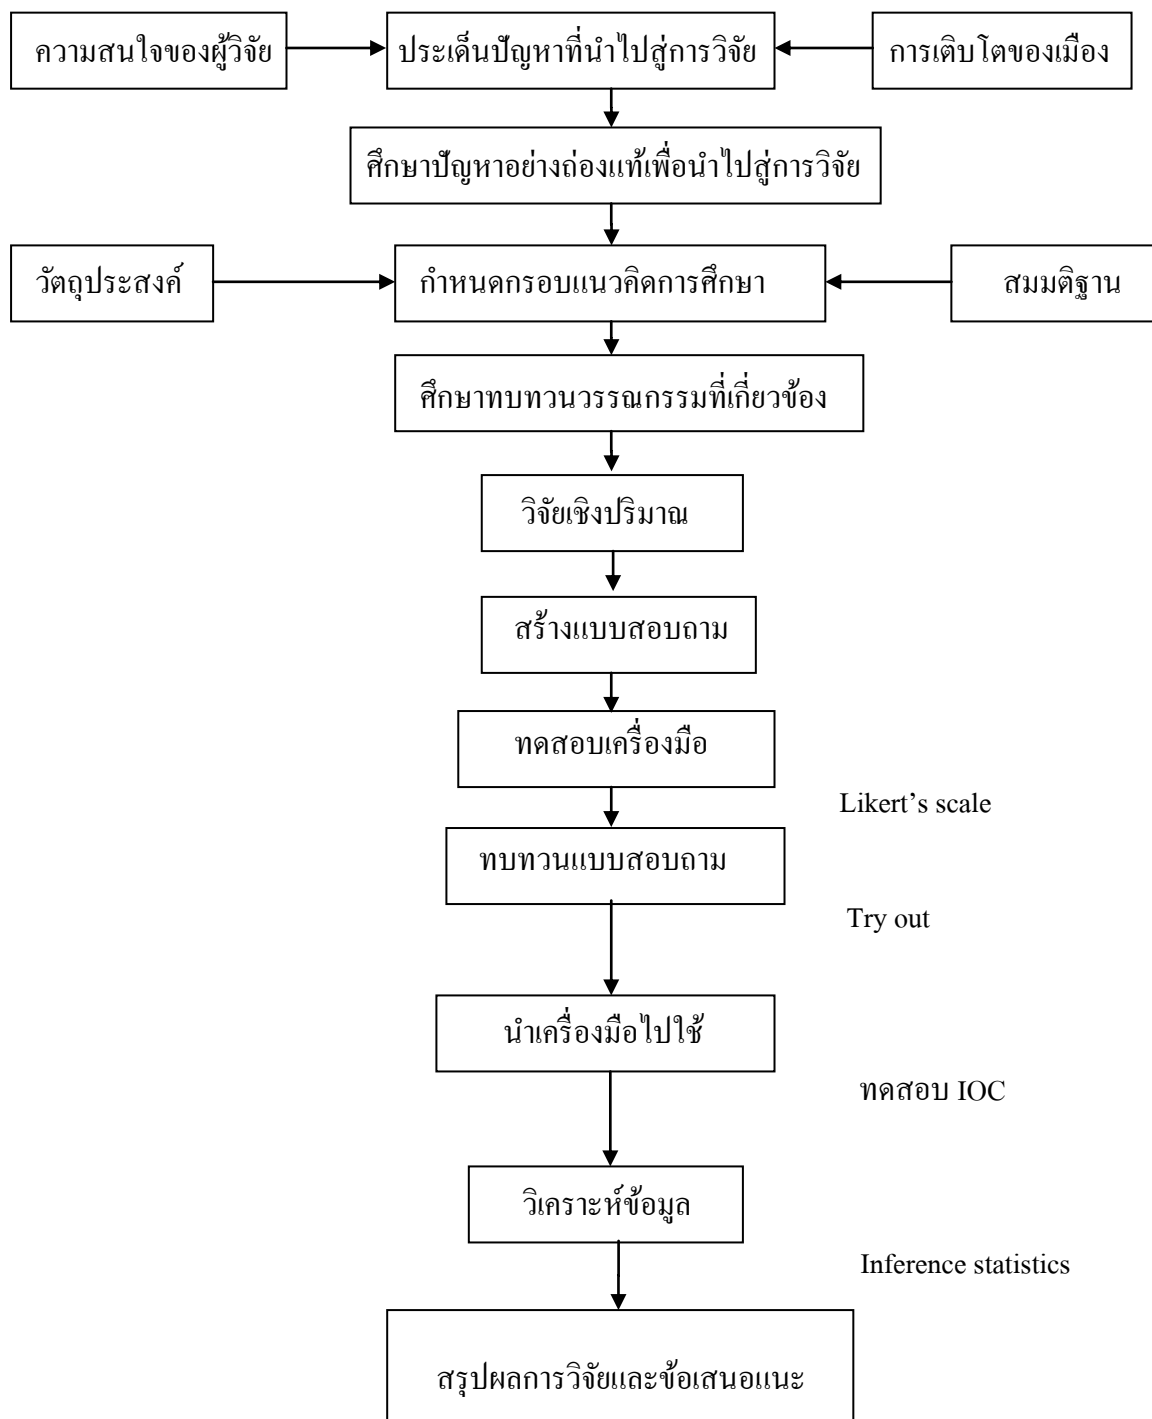 ความสนใจของผู้วิจัย
ประเด็นปัญหาที่นำไปสู่การวิจัย
การเติบโตของเมือง
ศึกษาปัญหาอย่างถ่องแท้เพื่อนำไปสู่การวิจัย
วัตถุประสงค์
กำหนดกรอบแนวคิดการศึกษา
สมมติฐาน
ศึกษาทบทวนวรรณกรรมที่เกี่ยวข้อง
วิจัยเชิงปริมาณ
สร้างแบบสอบถาม
ทดสอบเครื่องมือ
Likert’s scale
ทบทวนแบบสอบถาม
Try out
นำเครื่องมือไปใช้
ทดสอบ IOC
วิเคราะห์ข้อมูล
Inference statistics
สรุปผลการวิจัยและข้อเสนอแนะ